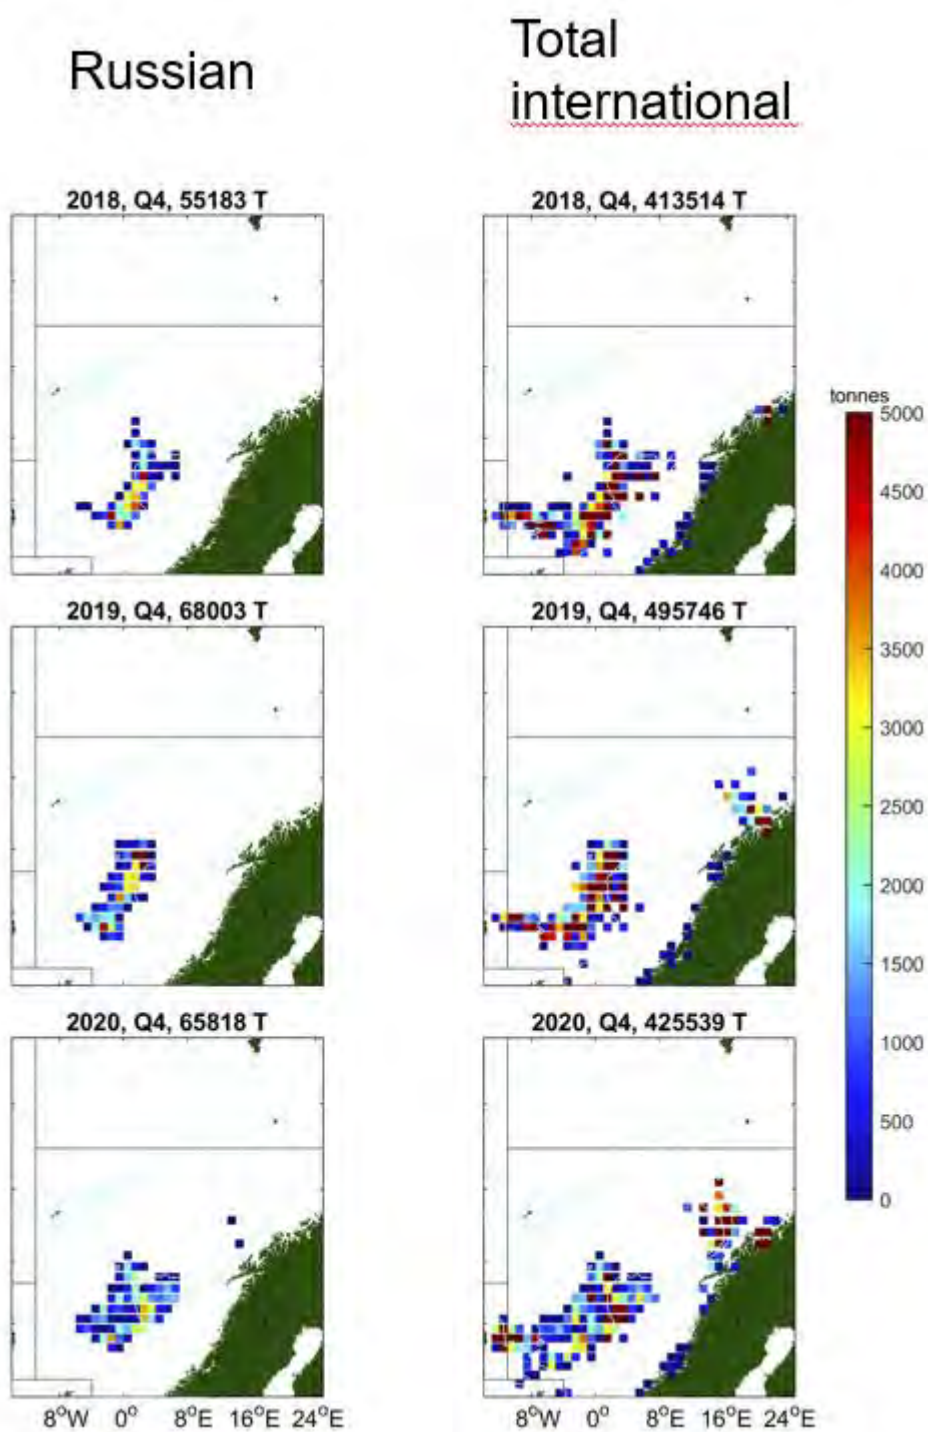 Russian
Total
international
2018, Q4, 55183 T
2018, Q4, 413514 T
tonnes
5000
4500
4000
3500
3000
2500
2000
1500
1000
500
0
2019, Q4, 68003 T
2019, Q4, 495746 T
2020, Q4, 65818 T
2020, Q4, 425539 T
8°W 0° 8°E 16°E 24°E
8°W 0° 8°E 16°E 24°E